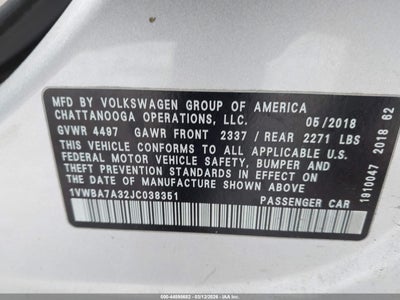 MFD BY VOLKSWAGEN GROUP OF AMERICA
CHATTANOOGA OPERATIONS, LLC. 05/2018
GVWR 4497 GAWR FRONT 2337/REAR 2271 LBS
THIS VEHICLE CONFORMS TO ALL APPLICABLE U.S.
FEDERAL MOTOR VEHICLE SAFETY, BUMPER AND
THEFT PREVENTION STANDARDS IN EFFECT ON THE
DATE OF MANUFACTURE SHOWN ABOVE.
1VWBA7A32JC038351 PASSENGER CAR
1910047 2018 62